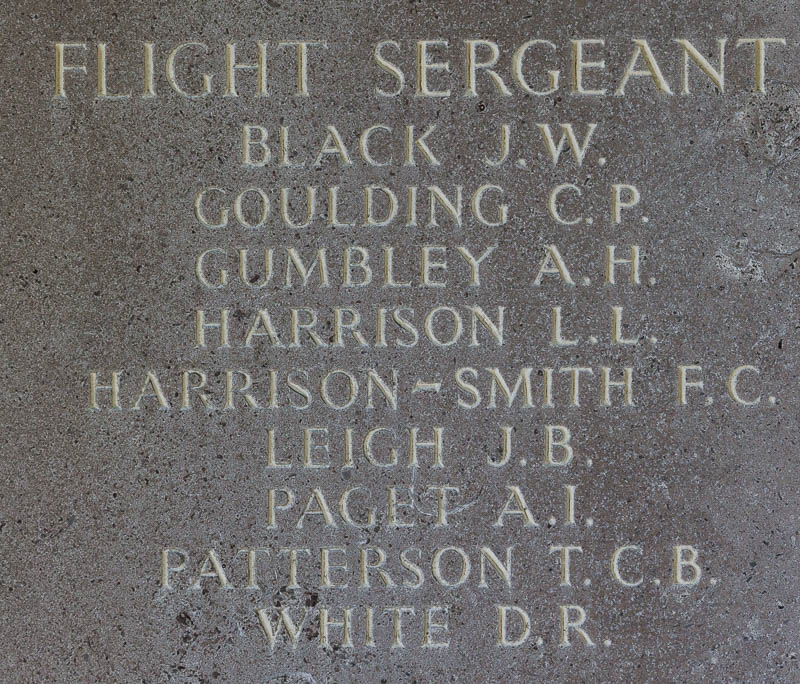 FLIGHT SERGEANT
BLACK J.W.
GOULDING C.P.
GUMBLEY A.H.
HARRISON L.L.
HARRISON-SMITH F.C.
LEIGH J.B.
PAGET A.I.
PATTERSON T.C.B.
WHITE D.R.